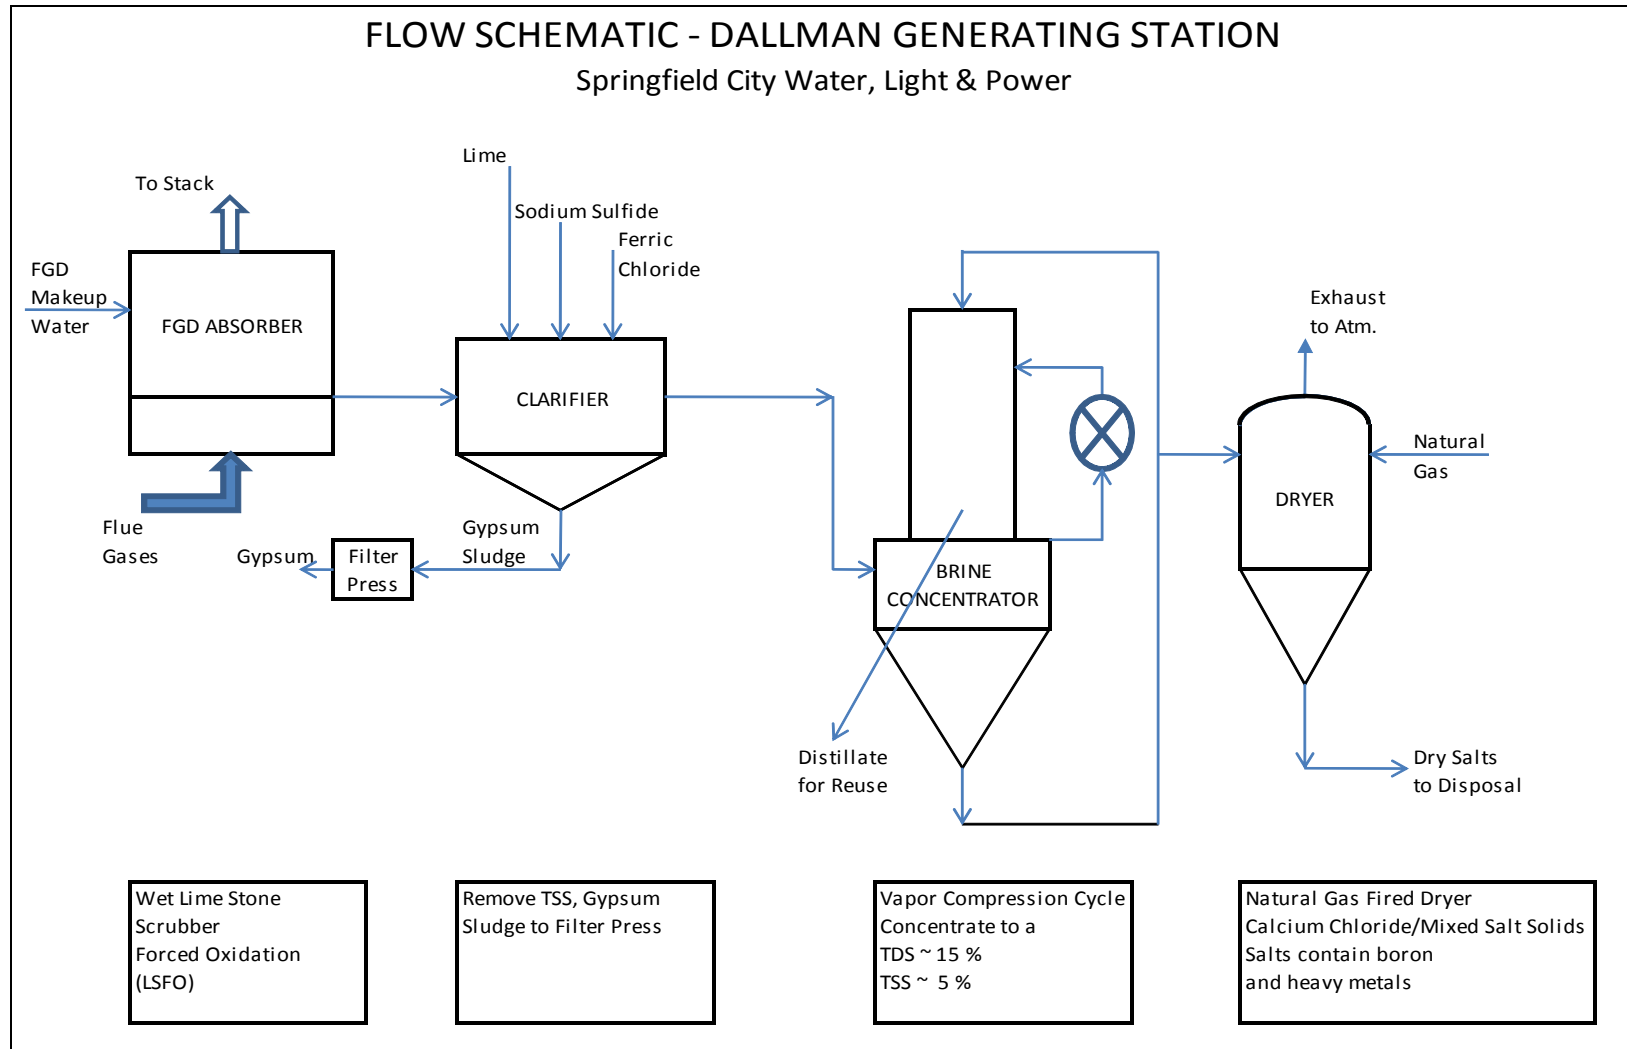 FLOW SCHEMATIC - DALLMAN GENERATING STATION
Springfield City Water, Light & Power
Lime
To Stack
Sodium Sulfide
Ferric
Chloride
FGD
Makeup
Water
FGD ABSORBER
CLARIFIER
Exhaust
to Atm.
Natural
Gas
DRYER
Flue
Gases
Gypsum
Filter
Press
Gypsum
Sludge
BRINE
CONCENTRATOR
Distillate
for Reuse
Dry Salts
to Disposal
Wet Lime Stone
Scrubber
Forced Oxidation
(LSFO)
Remove TSS, Gypsum
Sludge to Filter Press
Vapor Compression Cycle
Concentrate to a
TDS ~ 15 %
TSS ~ 5 %
Natural Gas Fired Dryer
Calcium Chloride/Mixed Salt Solids
Salts contain boron
and heavy metals